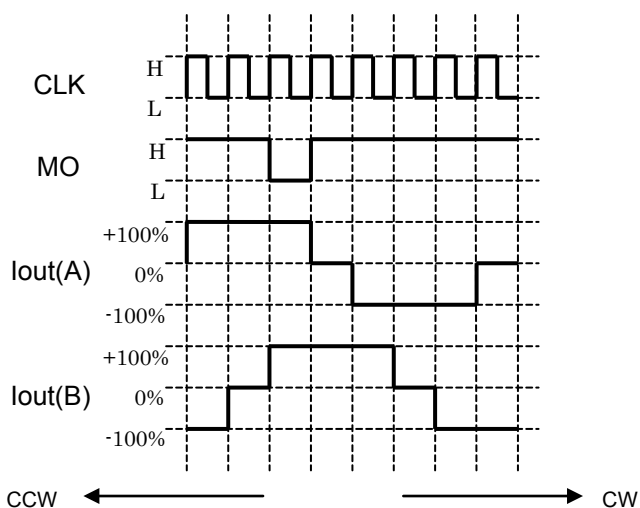 CLK
H
L
MO
H
L
Iout(A)
+100%
0%
-100%
Iout(B)
+100%
0%
-100%
CCW
CW